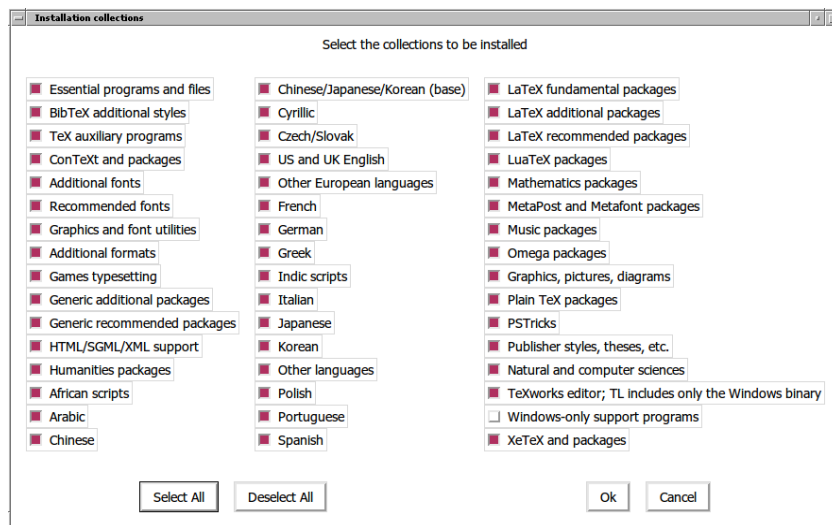 Installation collections
Select the collections to be installed
Essential programs and files
BibTeX additional styles
TeX auxiliary programs
ConTeXt and packages
Additional fonts
Recommended fonts
Graphics and font utilities
Additional formats
Games typesetting
Generic additional packages
Generic recommended packages
HTML/SGML/XML support
Humanities packages
African scripts
Arabic
Chinese
Chinese/Japanese/Korean (base)
Cyrillic
Czech/Slovak
US and UK English
Other European languages
French
German
Greek
Indic scripts
Italian
Japanese
Korean
Other languages
Polish
Portuguese
Spanish
LaTeX fundamental packages
LaTeX additional packages
LaTeX recommended packages
LuaTeX packages
Mathematics packages
MetaPost and Metafont packages
Music packages
Omega packages
Graphics, pictures, diagrams
Plain TeX packages
PSTricks
Publisher styles, theses, etc.
Natural and computer sciences
TeXworks editor; TL includes only the Windows binary
Windows-only support programs
XeTeX and packages
Select All
Deselect All
Ok
Cancel